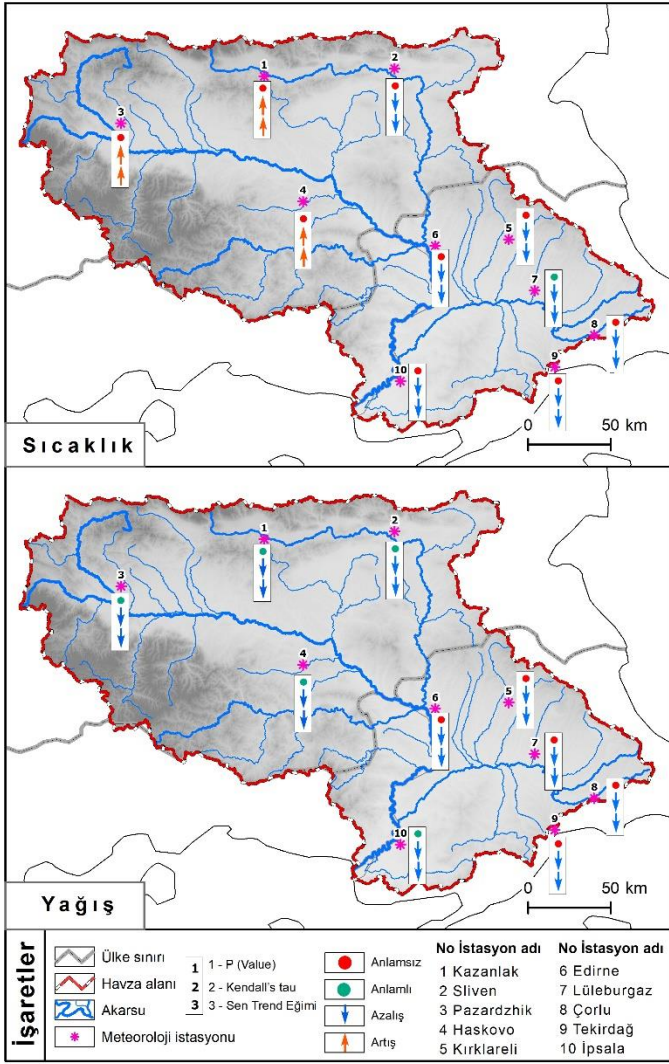 2
1
3
4
6
5
7
8
9
10
0 50 km
Sıcaklık
2
1
3
4
6
5
7
8
9
10
0 50 km
Yağış
İşaretler
Ülke sınırı
Havza alanı
Akarsu
Meteoroloji istasyonu
1 1 - P (Value)
2 2 - Kendall's tau
3 3 - Sen Trend Eğimi
Anlamsız
Anlamlı
Azalış
Artış
No İstasyon adı No İstasyon adı
1 Kazanlak 6 Edirne
2 Sliven 7 Lüleburgaz
3 Pazardzhik 8 Çorlu
4 Haskovo 9 Tekirdağ
5 Kırklareli 10 İpsala